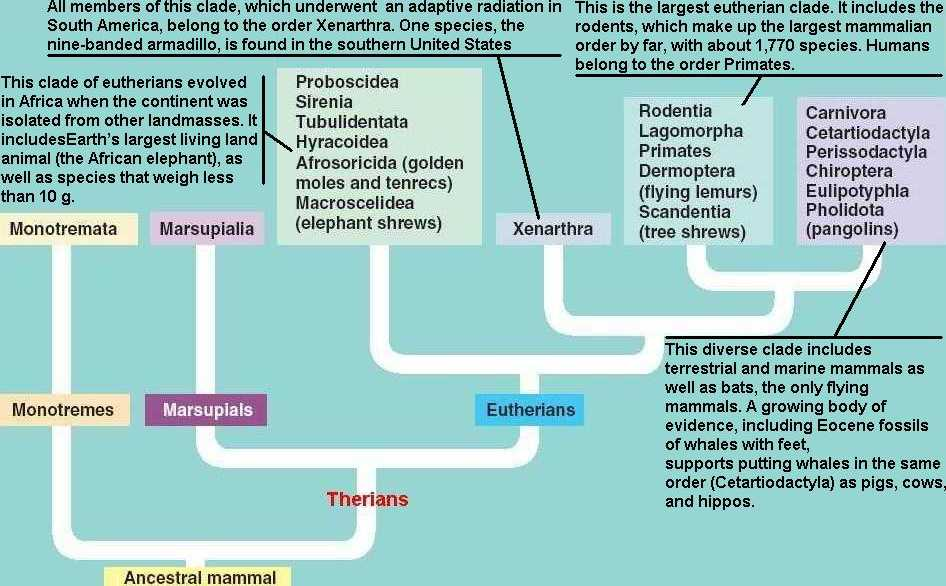 All members of this clade, which underwent  an adaptive radiation in
South America, belong to the order Xenarthra. One species, the
nine-banded armadillo, is found in the southern United States
This is the largest eutherian clade. It includes the
rodents, which make up the largest mammalian
order by far, with about 1,770 species. Humans
belong to the order Primates.
This clade of eutherians evolved
in Africa when the continent was
isolated from other landmasses. It
includesEarth's largest living land
animal (the African elephant), as
well as species that weigh less
than 10 g.
Proboscidea
Sirenia
Tubulidentata
Hyracoidea
Afrosoricida (golden
moles and tenrecs)
Macroscelidea
(elephant shrews)
Rodentia
Lagomorpha
Primates
Dermoptera
(flying lemurs)
Scandentia
(tree shrews)
Carnivora
Cetartiodactyla
Perissodactyla
Chiroptera
Eulipotyphla
Pholidota
(pangolins)
Monotremata
Marsupialia
Xenarthra
This diverse clade includes
terrestrial and marine mammals as
well as bats, the only flying
mammals. A growing body of
evidence, including Eocene fossils
of whales with feet,
supports putting whales in the same
order (Cetartiodactyla) as pigs, cows,
and hippos.
Monotremes
Marsupials
Eutherians
Therians
Ancestral mammal